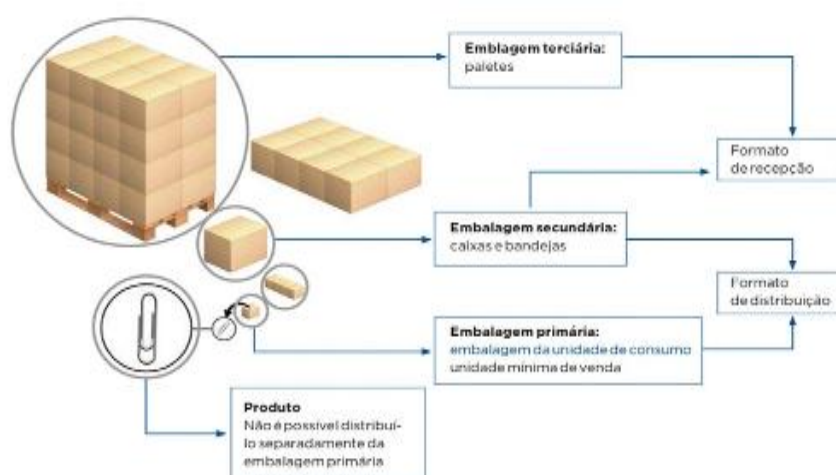 Emblagem terciária:
paletes
Formato
de recepção
Embalagem secundária:
caixas e bandejas
Formato
de distribuição
Embalagem primária:
embalagem da unidade de consumo
unidade mínima de venda
Produto
Não é possível distribuí-
lo separadamente da
embalagem primária